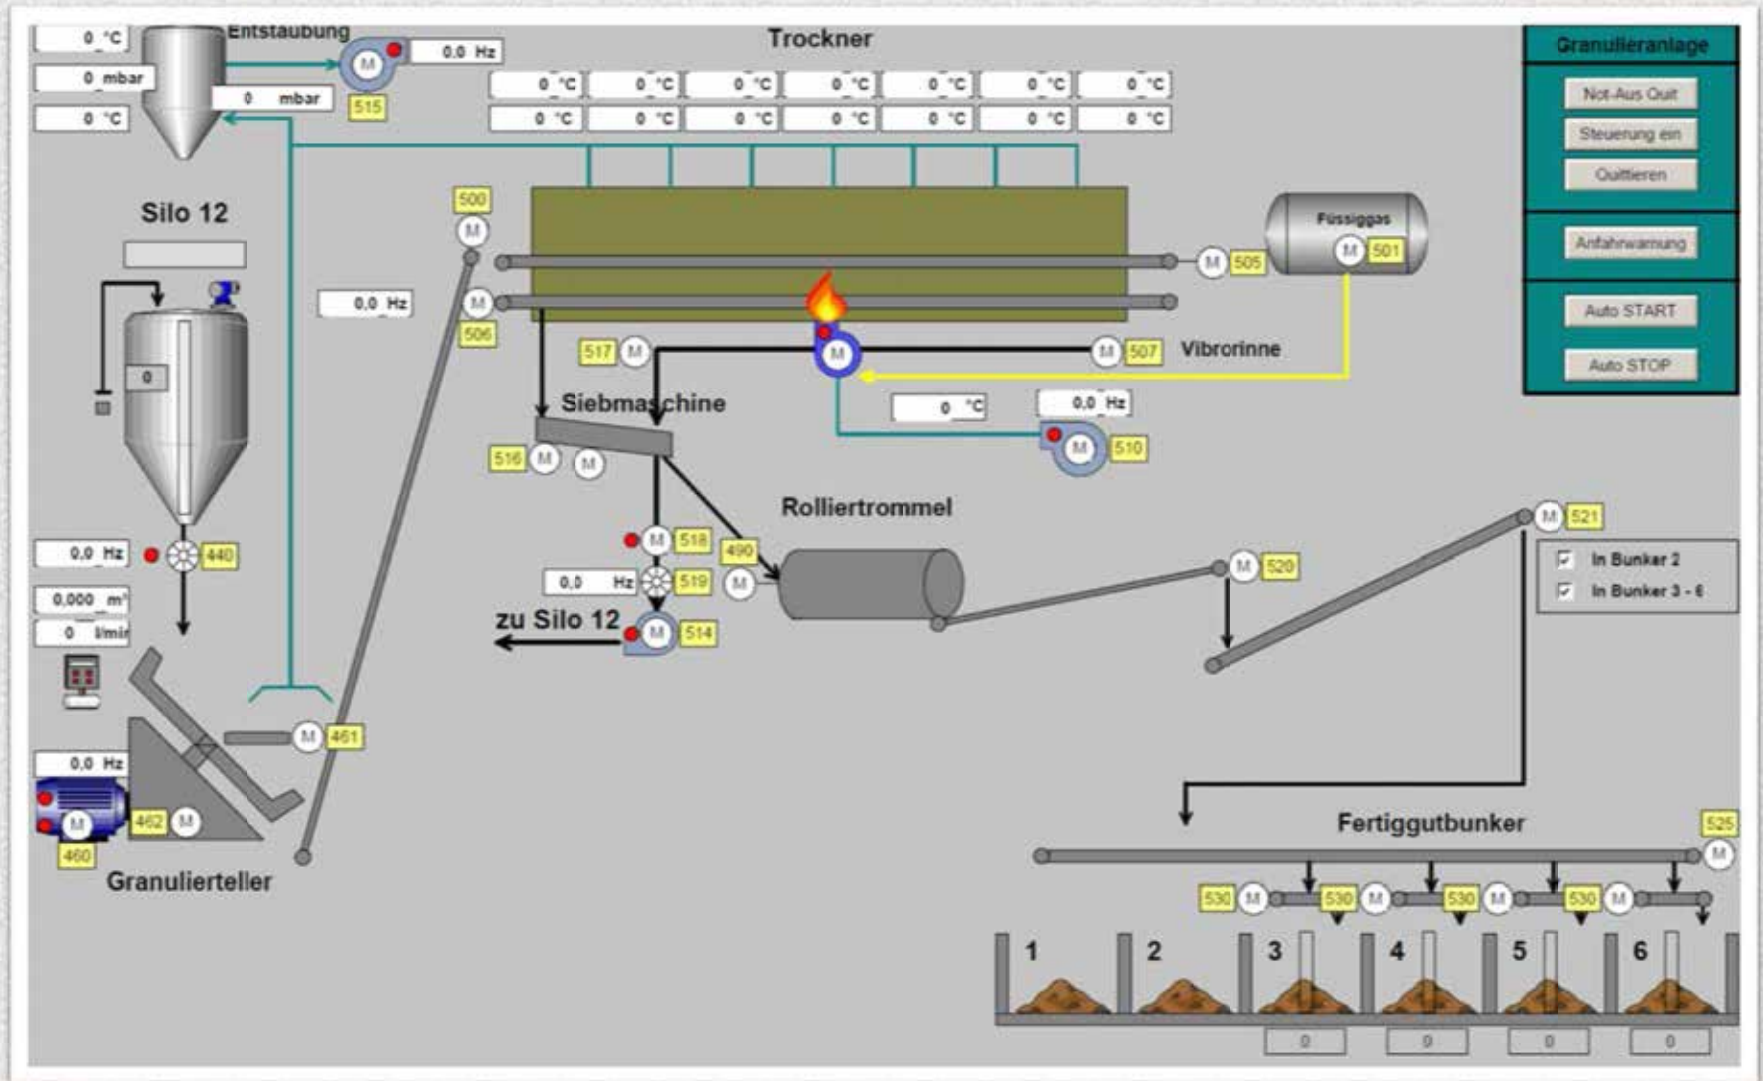 Entstaubung
Trockner
Granulieranlage
0 °C
0 mbar
0 mbar
0 °C
M
0,0 Hz
515
0 °C 0 °C 0 °C 0 °C 0 °C 0 °C 0 °C
0 °C 0 °C 0 °C 0 °C 0 °C 0 °C 0 °C
Not-Aus Quit
Steuerung ein
Quittieren
Anfahrwarnung
Auto START
Auto STOP
Silo 12
0
500
M
0,0 Hz
M
506
Füssiggas
M 501
M 505
517 M
M
M 507 Vibrorinne
Siebmaschine
0 °C
0,0 Hz
M 510
516 M M
Rolliertrommel
M 518
490
M
0,0 Hz
519
zu Silo 12
M 514
M 520
M 521
In Bunker 2
In Bunker 3 - 6
0,0 Hz
440
0,000 m³
0 l/min
M 461
0,0 Hz
462 M
M
460
Granulierteller
Fertiggutbunker
525
M
530 M 530 M 530 M 530 M
1 2 3 4 5 6
0 0 0 0